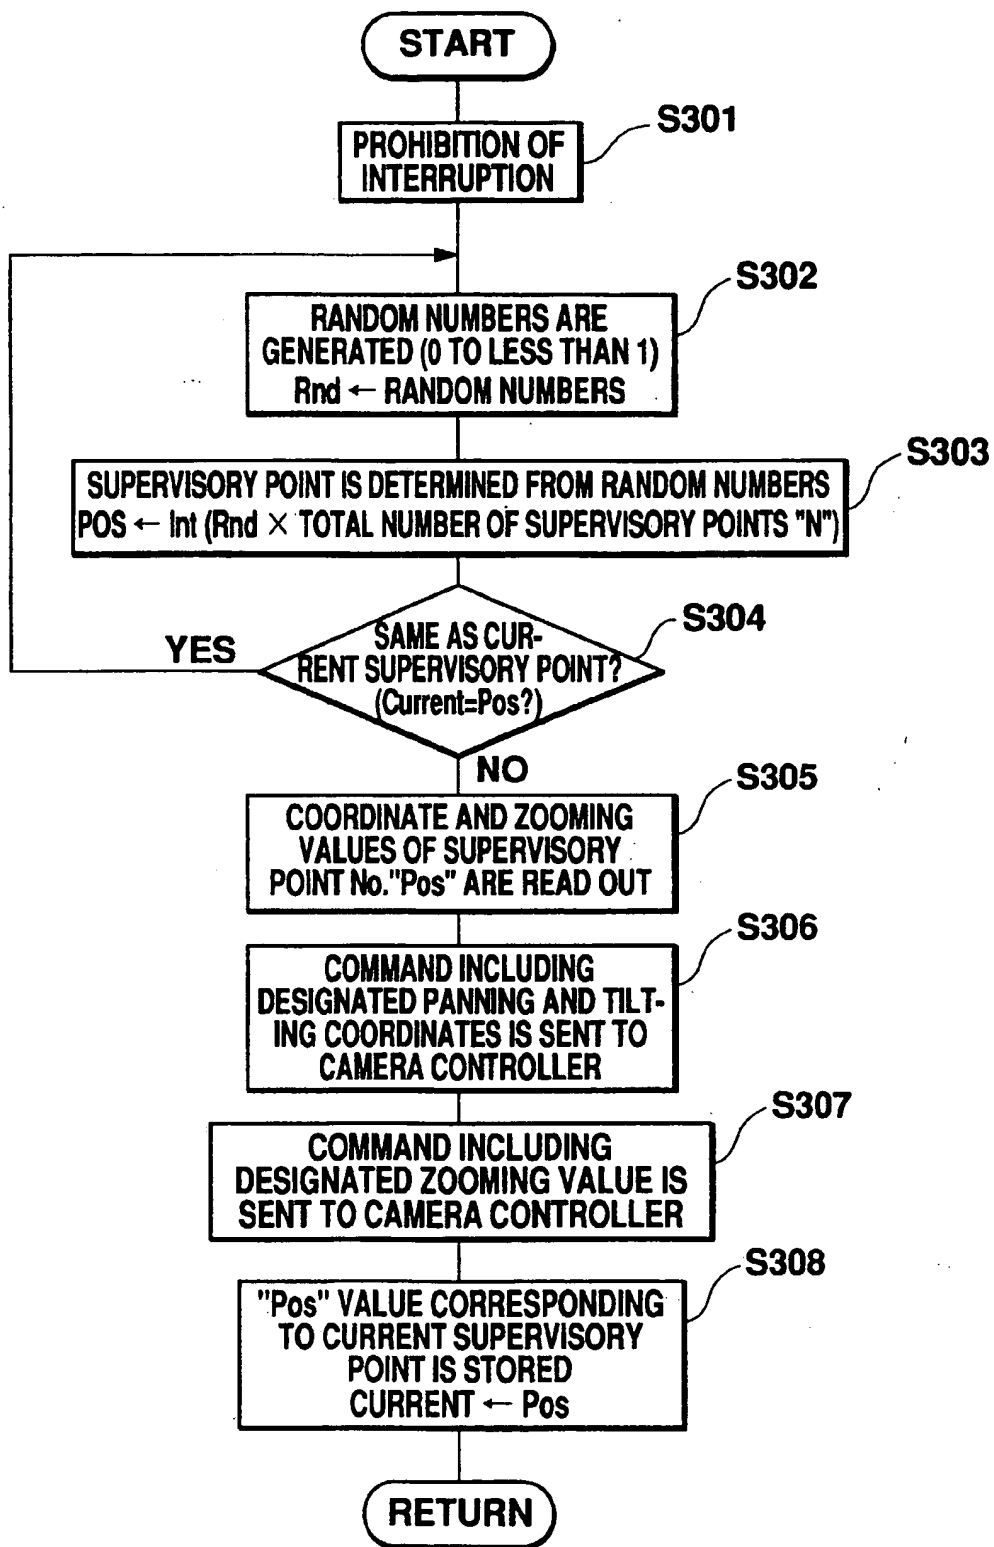 START
PROHIBITION OF
INTERRUPTION
S301
RANDOM NUMBERS ARE
GENERATED (0 TO LESS THAN 1)
Rnd ← RANDOM NUMBERS
S302
SUPERVISORY POINT IS DETERMINED FROM RANDOM NUMBERS
POS ← Int (Rnd × TOTAL NUMBER OF SUPERVISORY POINTS "N")
S303
SAME AS CUR-
RENT SUPERVISORY POINT?
(Current=Pos?)
S304
YES
NO
COORDINATE AND ZOOMING
VALUES OF SUPERVISORY
POINT No."Pos" ARE READ OUT
S305
COMMAND INCLUDING
DESIGNATED PANNING AND TILT-
ING COORDINATES IS SENT TO
CAMERA CONTROLLER
S306
COMMAND INCLUDING
DESIGNATED ZOOMING VALUE IS
SENT TO CAMERA CONTROLLER
S307
"Pos" VALUE CORRESPONDING
TO CURRENT SUPERVISORY
POINT IS STORED
CURRENT ← Pos
S308
RETURN